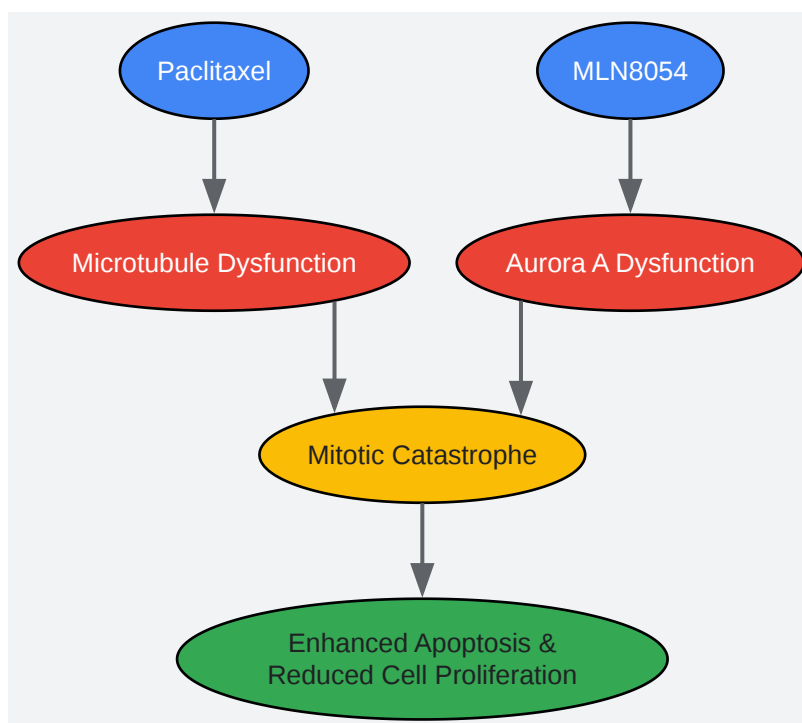 Paclitaxel
MLN8054
Microtubule Dysfunction
Aurora A Dysfunction
Mitotic Catastrophe
Enhanced Apoptosis &
Reduced Cell Proliferation